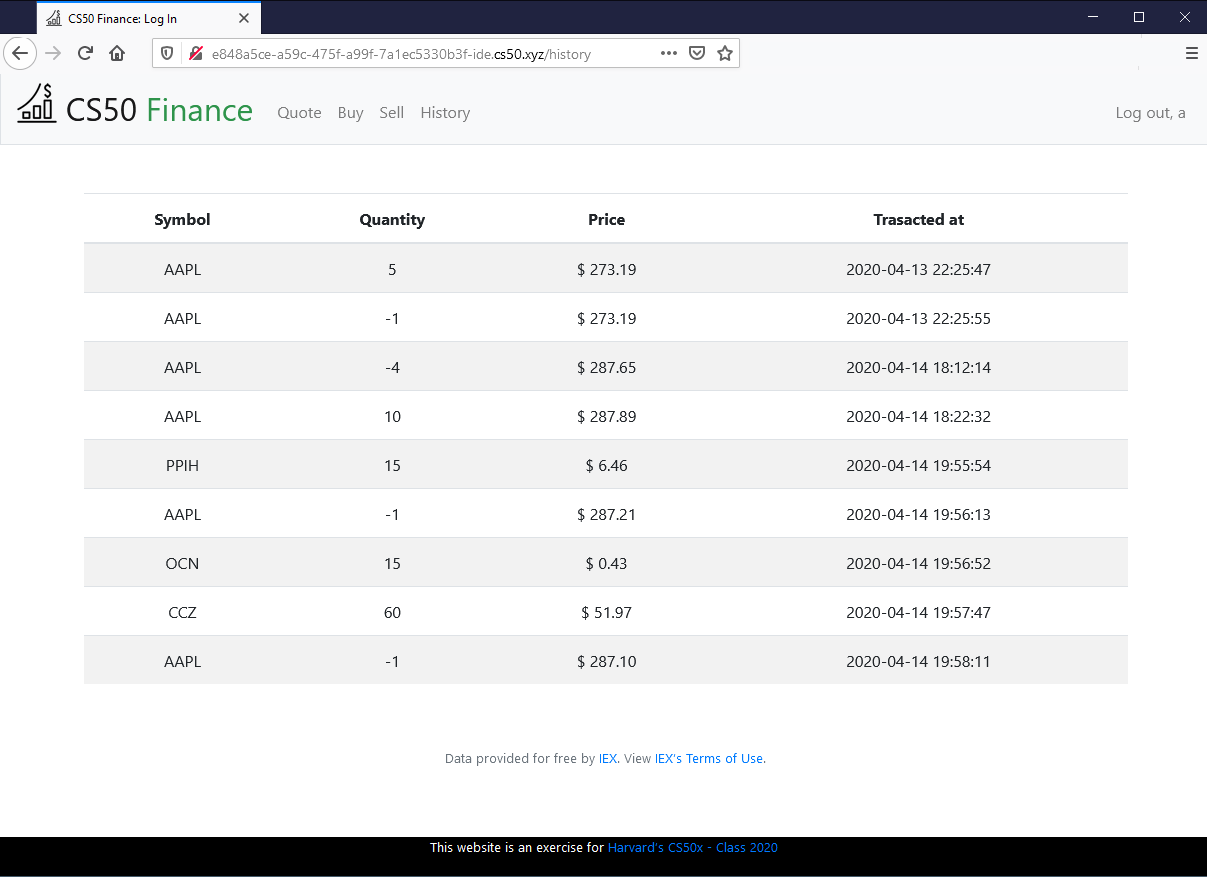 CS50 Finance: Log In
e848a5ce-a59c-475f-a99f-7a1ec5330b3f-ide.cs50.xyz/history
CS50 Finance Quote Buy Sell History Log out, a
Symbol Quantity Price Trasacted at
AAPL 5 $ 273.19 2020-04-13 22:25:47
AAPL -1 $ 273.19 2020-04-13 22:25:55
AAPL -4 $ 287.65 2020-04-14 18:12:14
AAPL 10 $ 287.89 2020-04-14 18:22:32
PPIH 15 $ 6.46 2020-04-14 19:55:54
AAPL -1 $ 287.21 2020-04-14 19:56:13
OCN 15 $ 0.43 2020-04-14 19:56:52
CCZ 60 $ 51.97 2020-04-14 19:57:47
AAPL -1 $ 287.10 2020-04-14 19:58:11
Data provided for free by IEX. View IEX's Terms of Use.
This website is an exercise for Harvard's CS50x - Class 2020